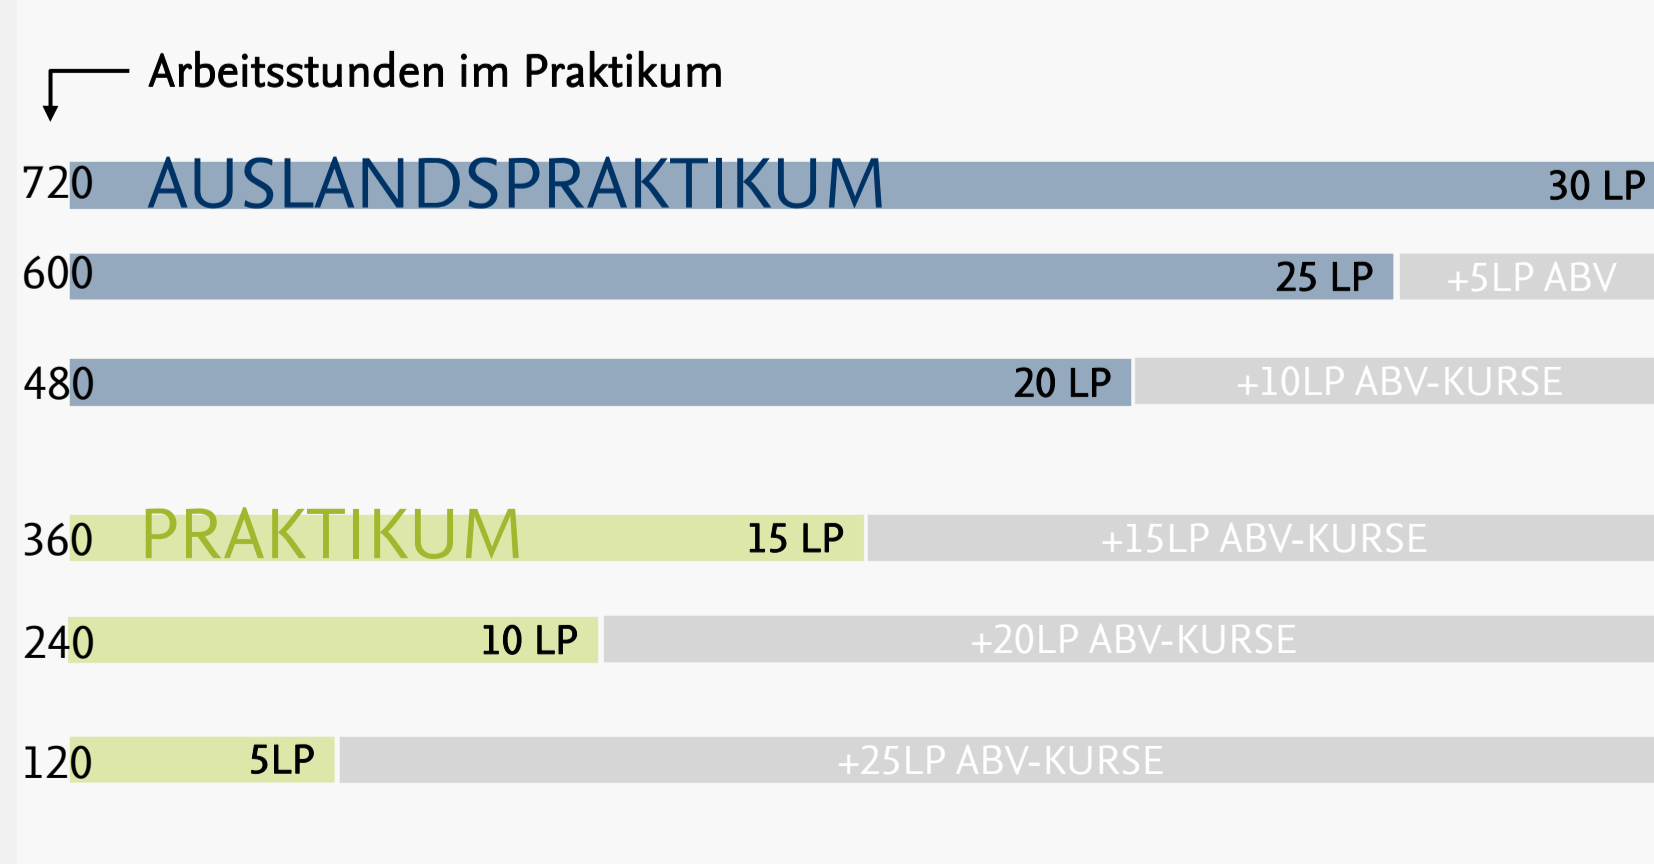 Arbeitsstunden im Praktikum
720 AUSLANDSPRAKTIKUM 30 LP
600 25 LP +5LP ABV
480 20 LP +10LP ABV-KURSE
360 PRAKTIKUM 15 LP +15LP ABV-KURSE
240 10 LP +20LP ABV-KURSE
120 5LP +25LP ABV-KURSE